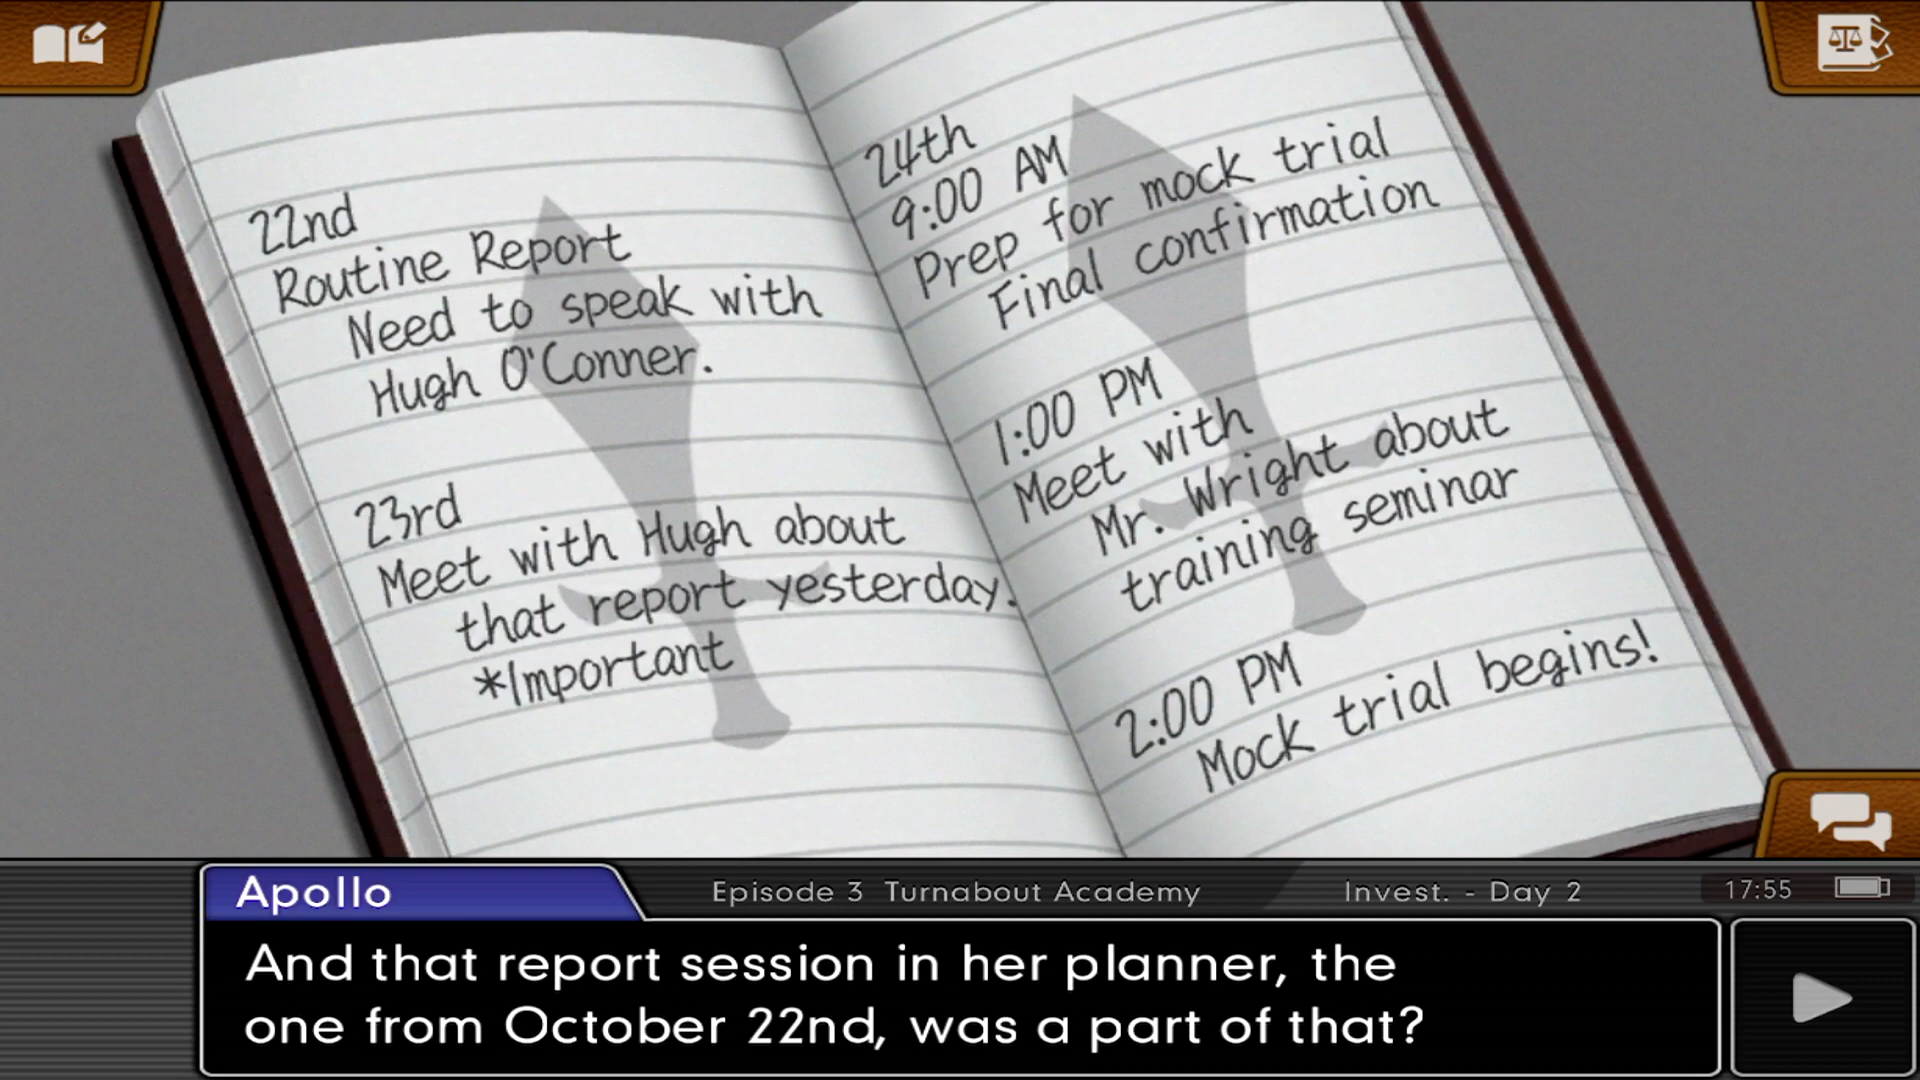 22nd
Routine Report
Need to speak with
Hugh O'Conner.
23rd
Meet with Hugh about
that report yesterday.
*Important
24th
9:00 AM
Prep for mock trial
Final confirmation
1:00 PM
Meet with
Mr. Wright about
training seminar
2:00 PM
Mock trial begins!
Apollo
Episode 3 Turnabout Academy
Invest. - Day 2
17:55
And that report session in her planner, the
one from October 22nd, was a part of that?